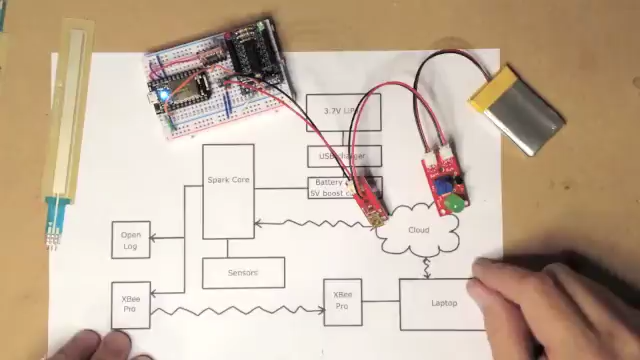 3.7V LiPo
USB charger
Spark Core
Battery
5V boost
Cloud
Open
Log
Sensors
XBee
Pro
XBee
Pro
Laptop